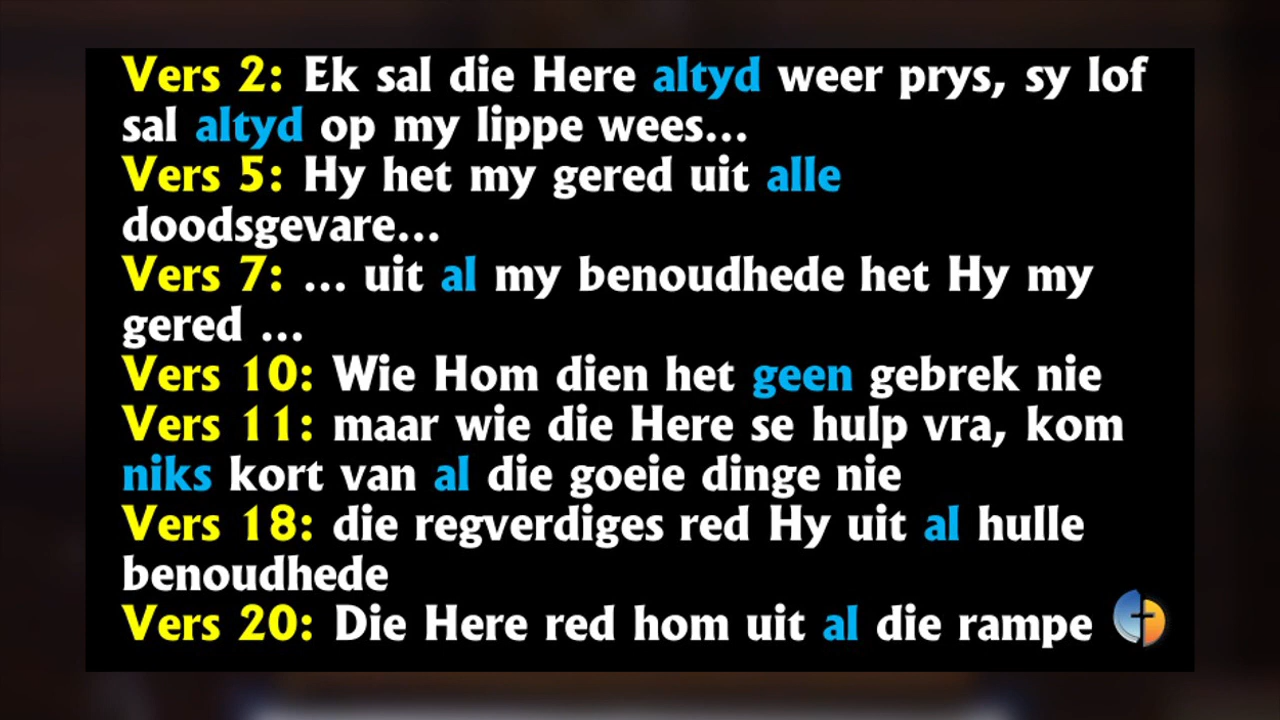 Vers 2: Ek sal die Here altyd weer prys, sy lof
sal altyd op my lippe wees...
Vers 5: Hy het my gered uit alle
doodsgevare...
Vers 7: ... uit al my benoudhede het Hy my
gered ...
Vers 10: Wie Hom dien het geen gebrek nie
Vers 11: maar wie die Here se hulp vra, kom
niks kort van al die goeie dinge nie
Vers 18: die regverdiges red Hy uit al hulle
benoudhede
Vers 20: Die Here red hom uit al die rampe